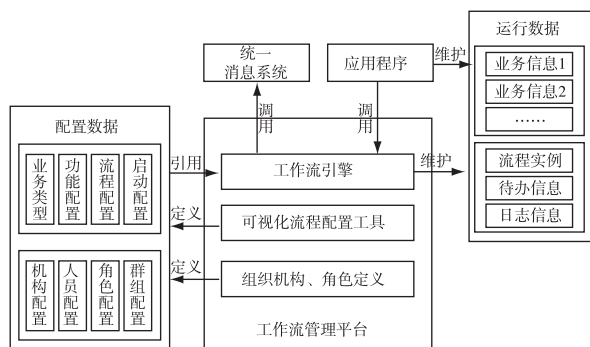 运行数据
统一
消息系统
应用程序
维护
业务信息1
业务信息2
……
调用
调用
配置数据
业务类型
功能配置
流程配置
启动配置
引用
工作流引擎
维护
流程实例
待办信息
日志信息
定义
可视化流程配置工具
机构配置
人员配置
角色配置
群组配置
定义
组织机构、角色定义
工作流管理平台